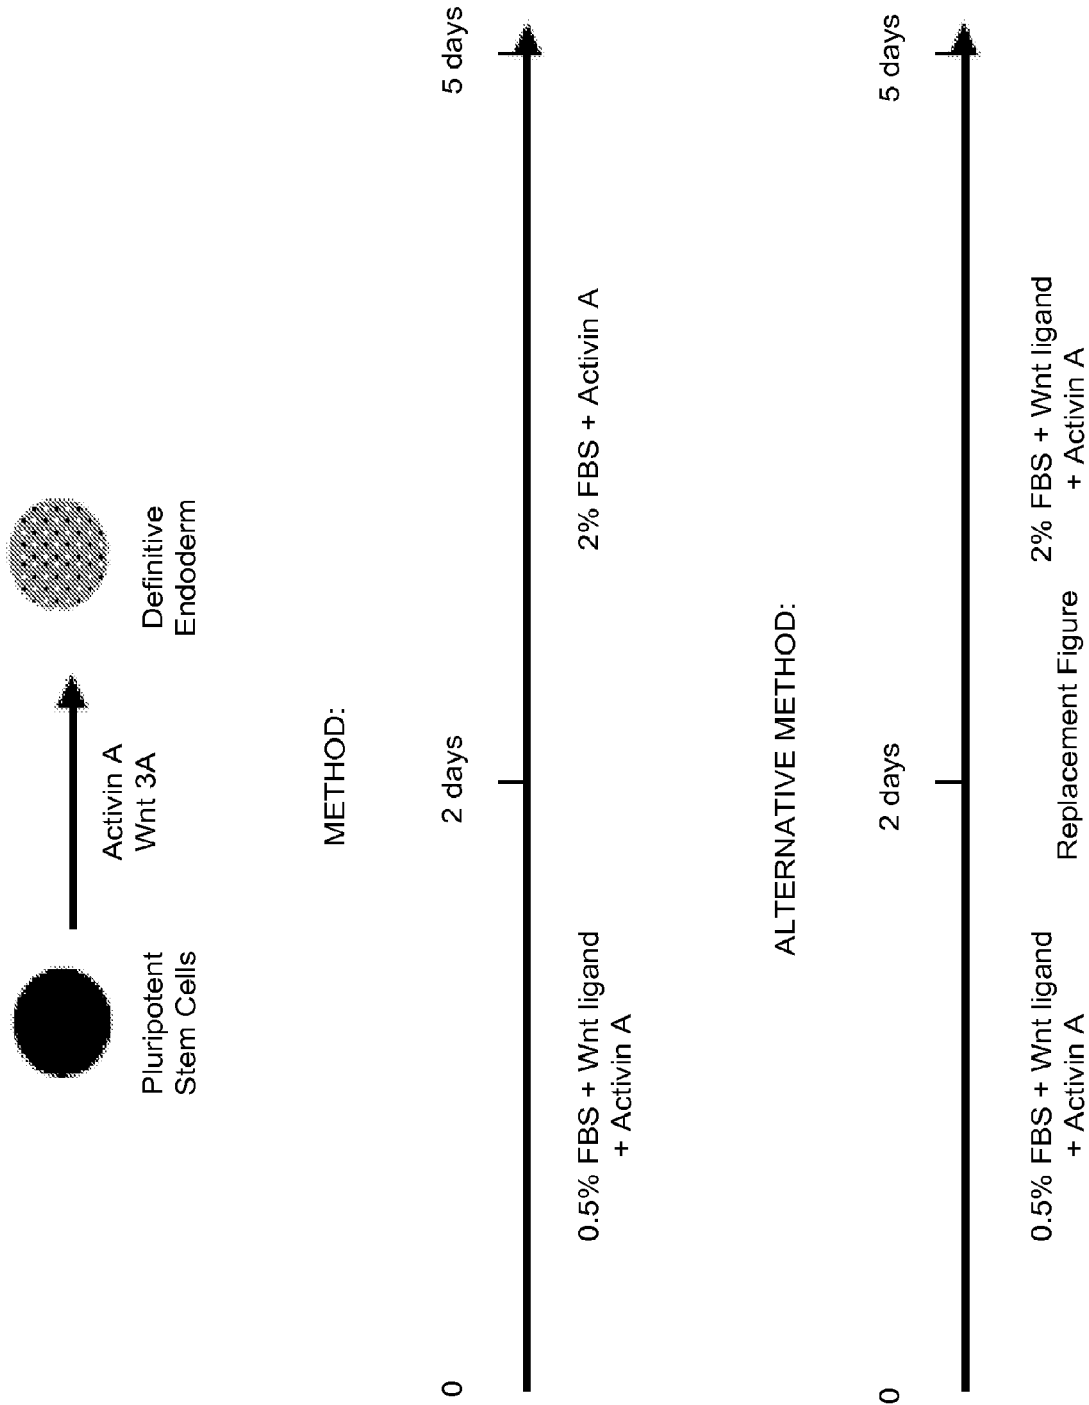 Activin A
Wnt 3A
Pluripotent
Stem Cells
Definitive
Endoderm
METHOD:
0
2 days
5 days
0.5% FBS + Wnt ligand
+ Activin A
2% FBS + Activin A
ALTERNATIVE METHOD:
0
2 days
5 days
0.5% FBS + Wnt ligand
+ Activin A
2% FBS + Wnt ligand
+ Activin A
Replacement Figure